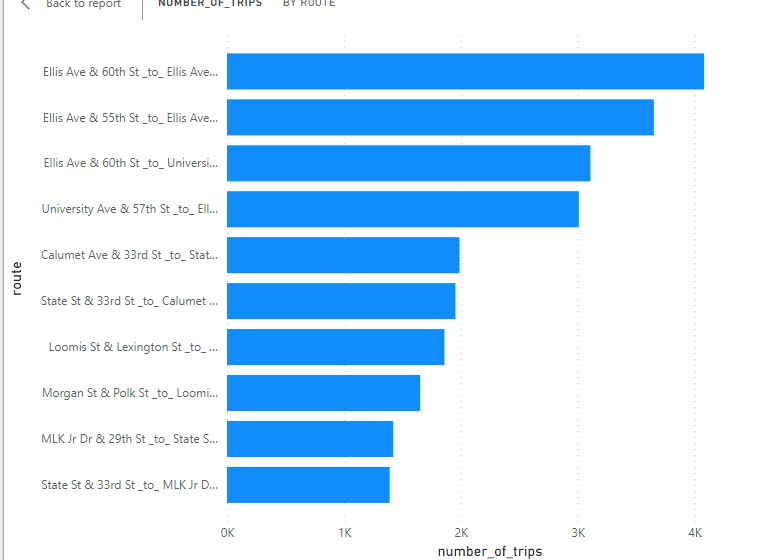 Back to report
NUMBER_OF_TRIPS BY ROUTE
Ellis Ave & 60th St _to_ Ellis Ave...
Ellis Ave & 55th St _to_ Ellis Ave...
Ellis Ave & 60th St _to_ Universi...
University Ave & 57th St _to_ Ell...
Calumet Ave & 33rd St _to_ Stat...
State St & 33rd St _to_ Calumet ...
Loomis St & Lexington St _to_ ...
Morgan St & Polk St _to_ Loomi...
MLK Jr Dr & 29th St _to_ State S...
State St & 33rd St _to_ MLK Jr D...
route
0K 1K 2K 3K 4K
number_of_trips